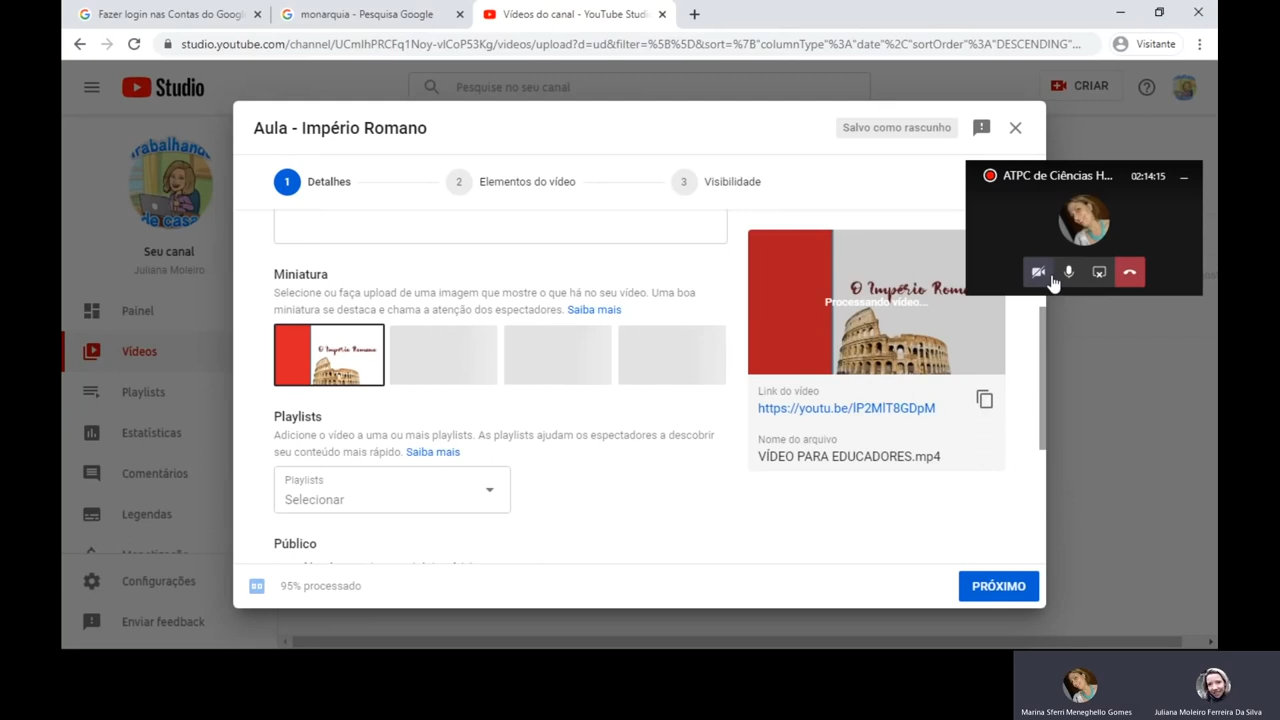 Fazer login nas Contas do Googl
monarquia - Pesquisa Google
Vídeos do canal - YouTube Studi
studio.youtube.com/channel/UCmIhPRCFq1Noy-vlCoP53Kg/videos/upload?d=ud&filter=%5B%5D&sort=%7B"columnType"%3A"date"%2C"sortOrder"%3A"DESCENDING"...
Visitante
Studio
Pesquise no seu canal
CRIAR
Trabalhando
de casa
Seu canal
Juliana Moleiro
Painel
Vídeos
Playlists
Estatísticas
Comentários
Legendas
Monetização
Configurações
Enviar feedback
Aula - Império Romano
Salvo como rascunho
1 Detalhes
2 Elementos do vídeo
3 Visibilidade
Miniatura
Selecione ou faça upload de uma imagem que mostre o que há no seu vídeo. Uma boa
miniatura se destaca e chama a atenção dos espectadores. Saiba mais
O Império Romano
Playlists
Adicione o vídeo a uma ou mais playlists. As playlists ajudam os espectadores a descobrir
seu conteúdo mais rápido. Saiba mais
Playlists
Selecionar
Público
95% processado
PRÓXIMO
O Império Roma
Processando vídeo...
Link do vídeo
https://youtu.be/lP2MlT8GDpM
Nome do arquivo
VÍDEO PARA EDUCADORES.mp4
ATPC de Ciências H...
02:14:15
Marina Sferri Meneghello Gomes
Juliana Moleiro Ferreira Da Silva